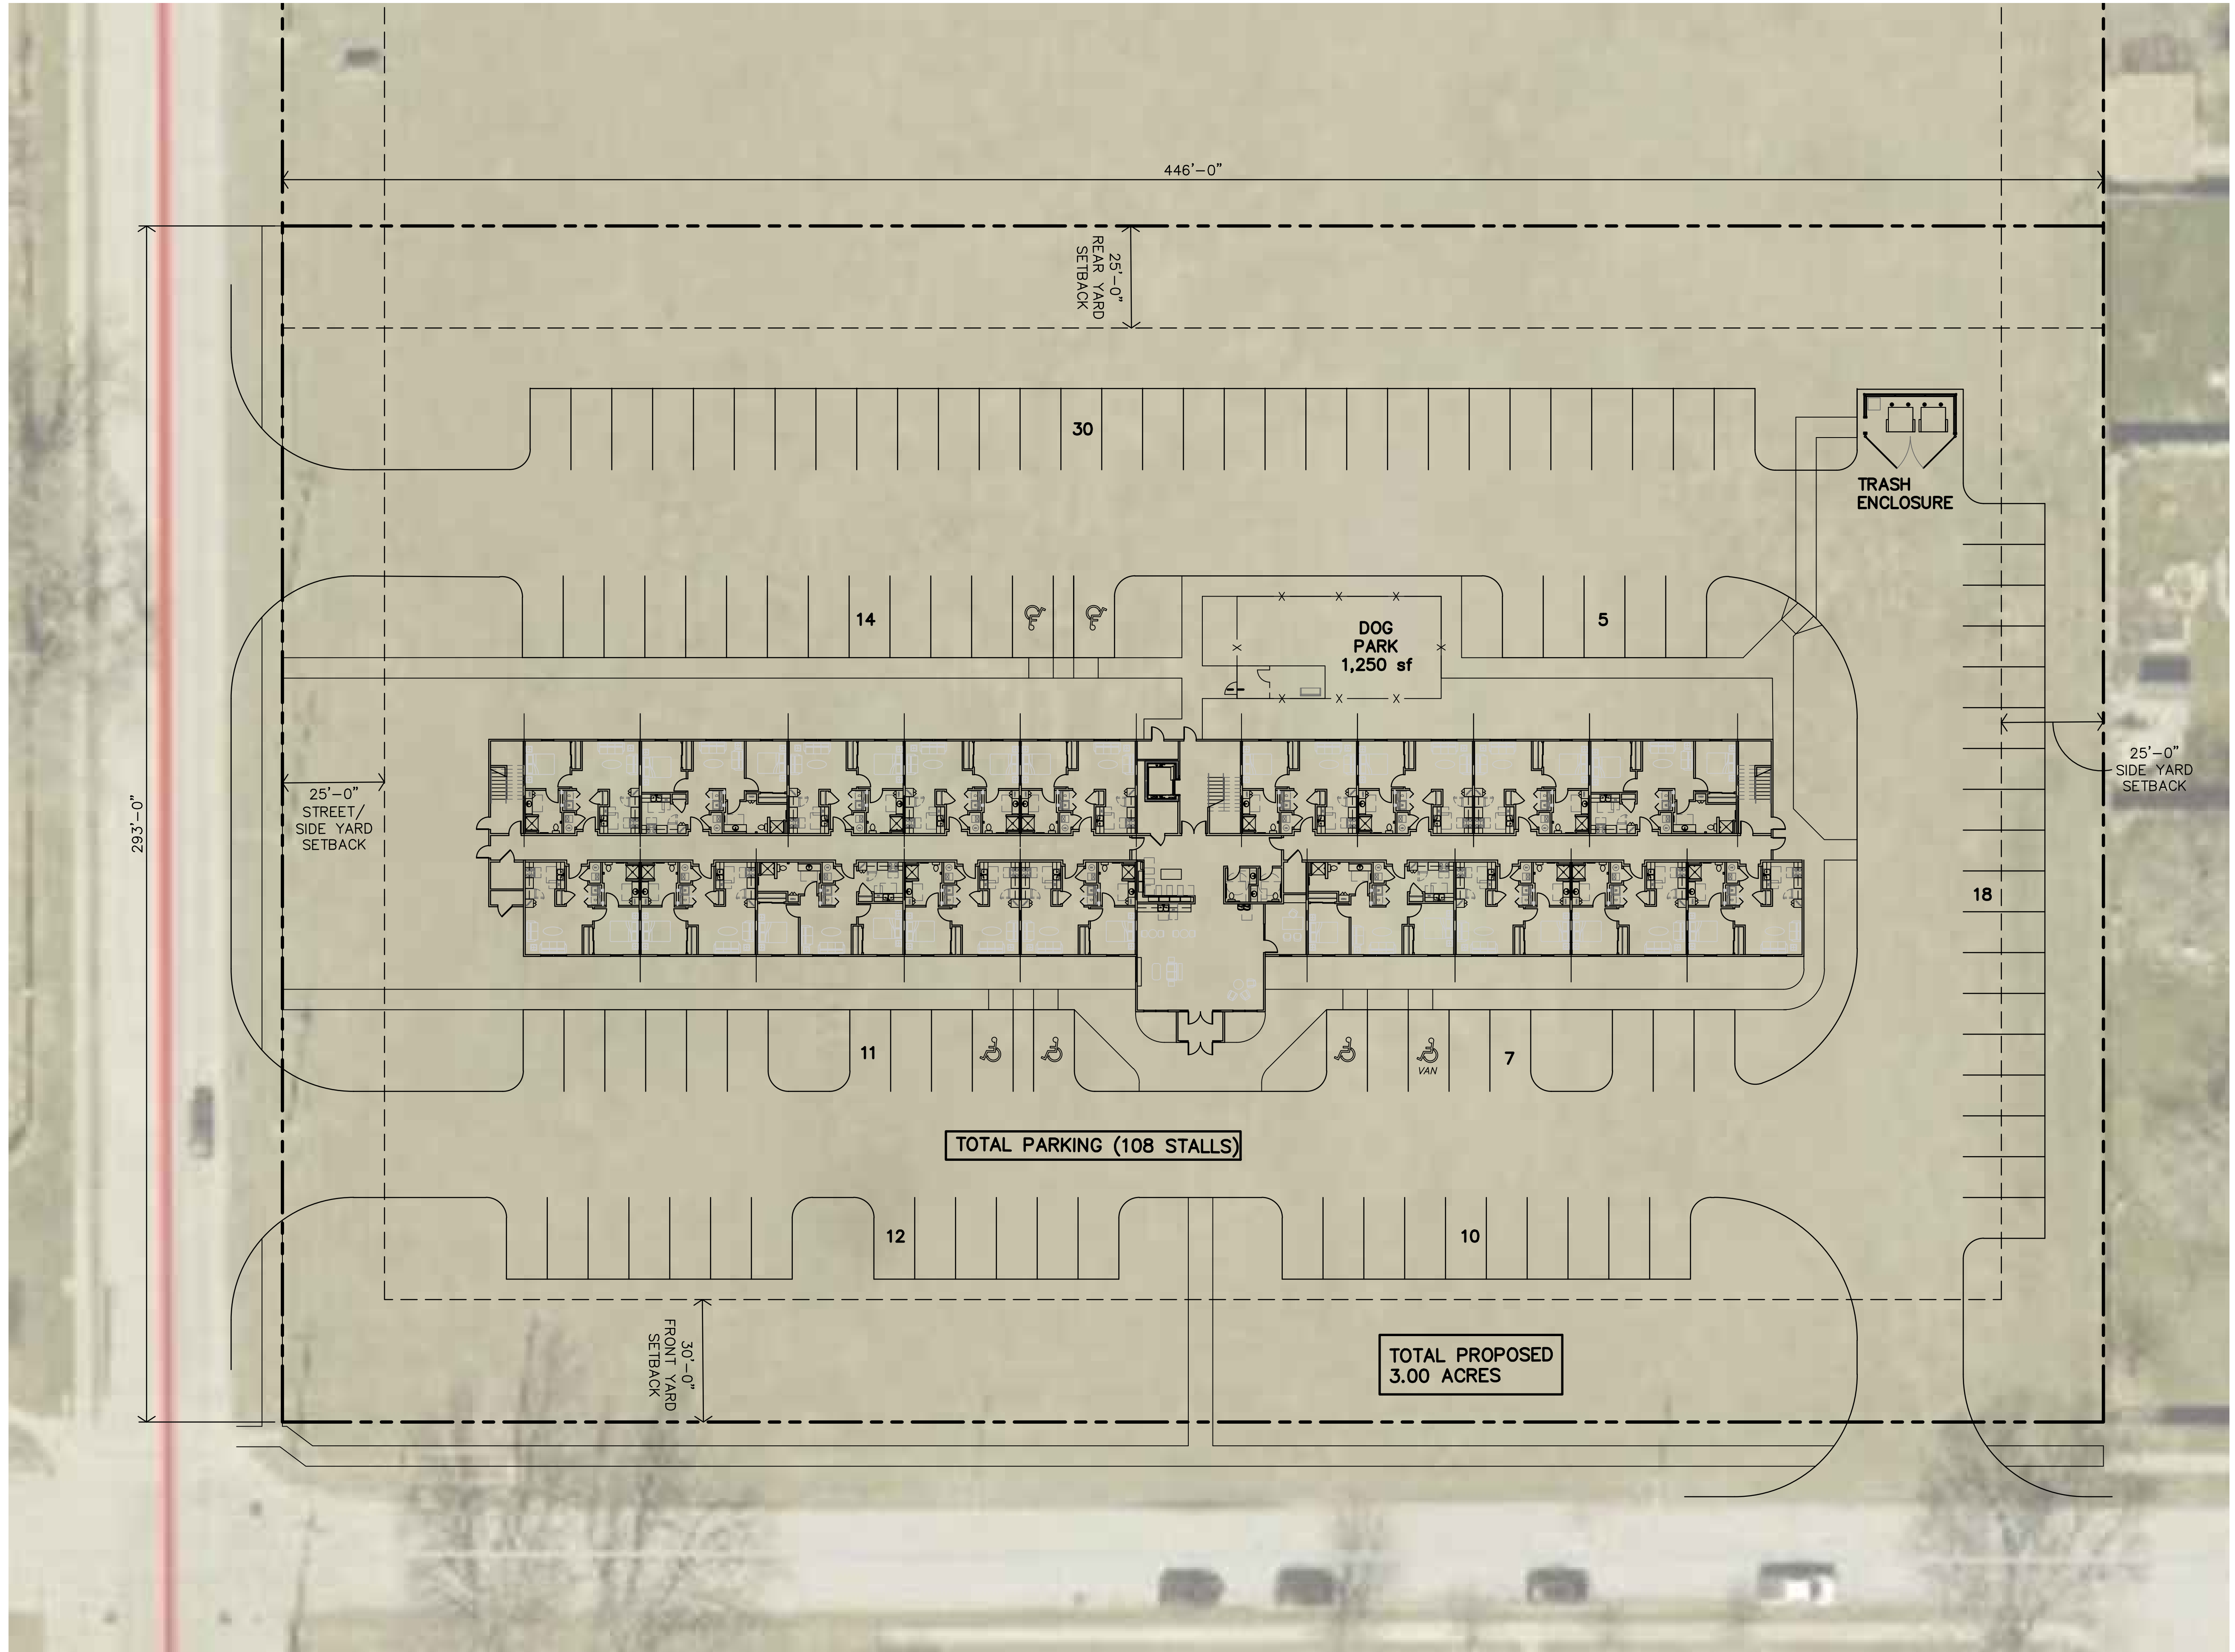 446'-0"
25'-0"
REAR YARD
SETBACK
30
TRASH
ENCLOSURE
14
DOG
PARK
1,250 sf
5
25'-0"
SIDE YARD
SETBACK
25'-0"
STREET/
SIDE YARD
SETBACK
293'-0"
18
11
7
VAN
TOTAL PARKING (108 STALLS)
12
10
30'-0"
FRONT YARD
SETBACK
TOTAL PROPOSED
3.00 ACRES